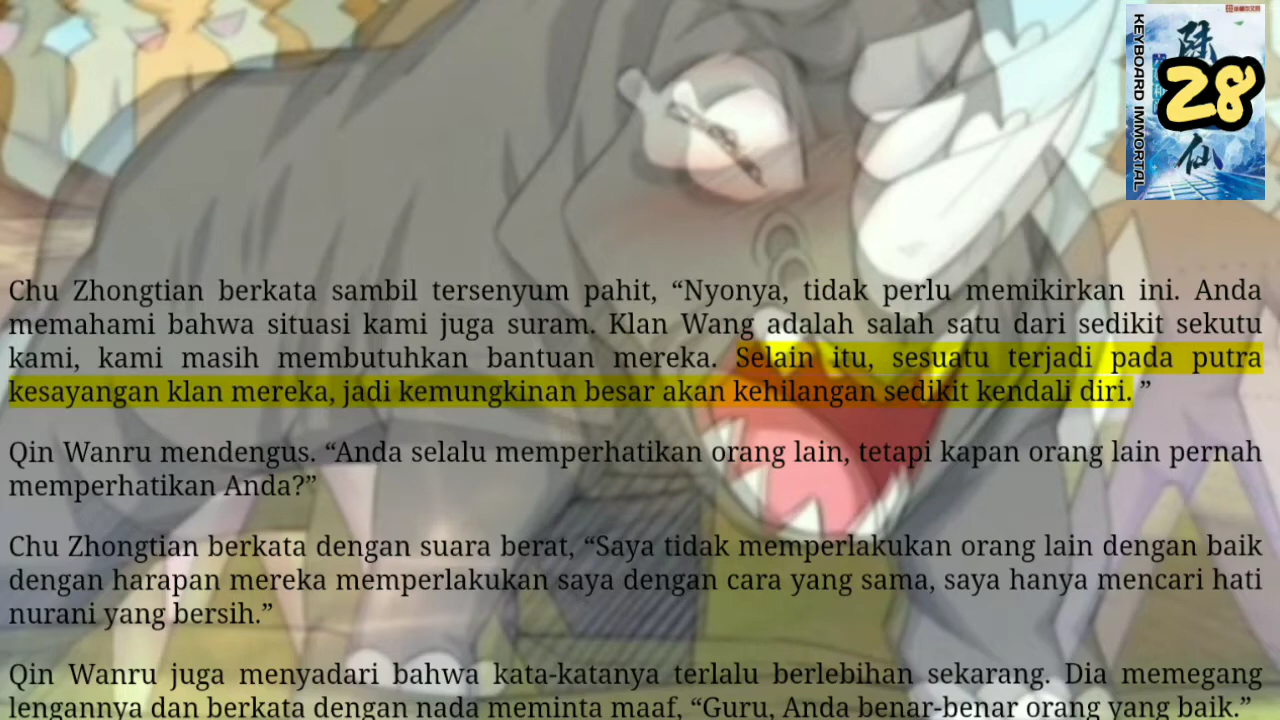 KEYBOARD IMMORTAL
陆
28
仙
Chu Zhongtian berkata sambil tersenyum pahit, “Nyonya, tidak perlu memikirkan ini. Anda
memahami bahwa situasi kami juga suram. Klan Wang adalah salah satu dari sedikit sekutu
kami, kami masih membutuhkan bantuan mereka. Selain itu, sesuatu terjadi pada putra
kesayangan klan mereka, jadi kemungkinan besar akan kehilangan sedikit kendali diri. ”
Qin Wanru mendengus. “Anda selalu memperhatikan orang lain, tetapi kapan orang lain pernah
memperhatikan Anda?”
Chu Zhongtian berkata dengan suara berat, “Saya tidak memperlakukan orang lain dengan baik
dengan harapan mereka memperlakukan saya dengan cara yang sama, saya hanya mencari hati
nurani yang bersih.”
Qin Wanru juga menyadari bahwa kata-katanya terlalu berlebihan sekarang. Dia memegang
lengannya dan berkata dengan nada meminta maaf, “Guru, Anda benar-benar orang yang baik.”